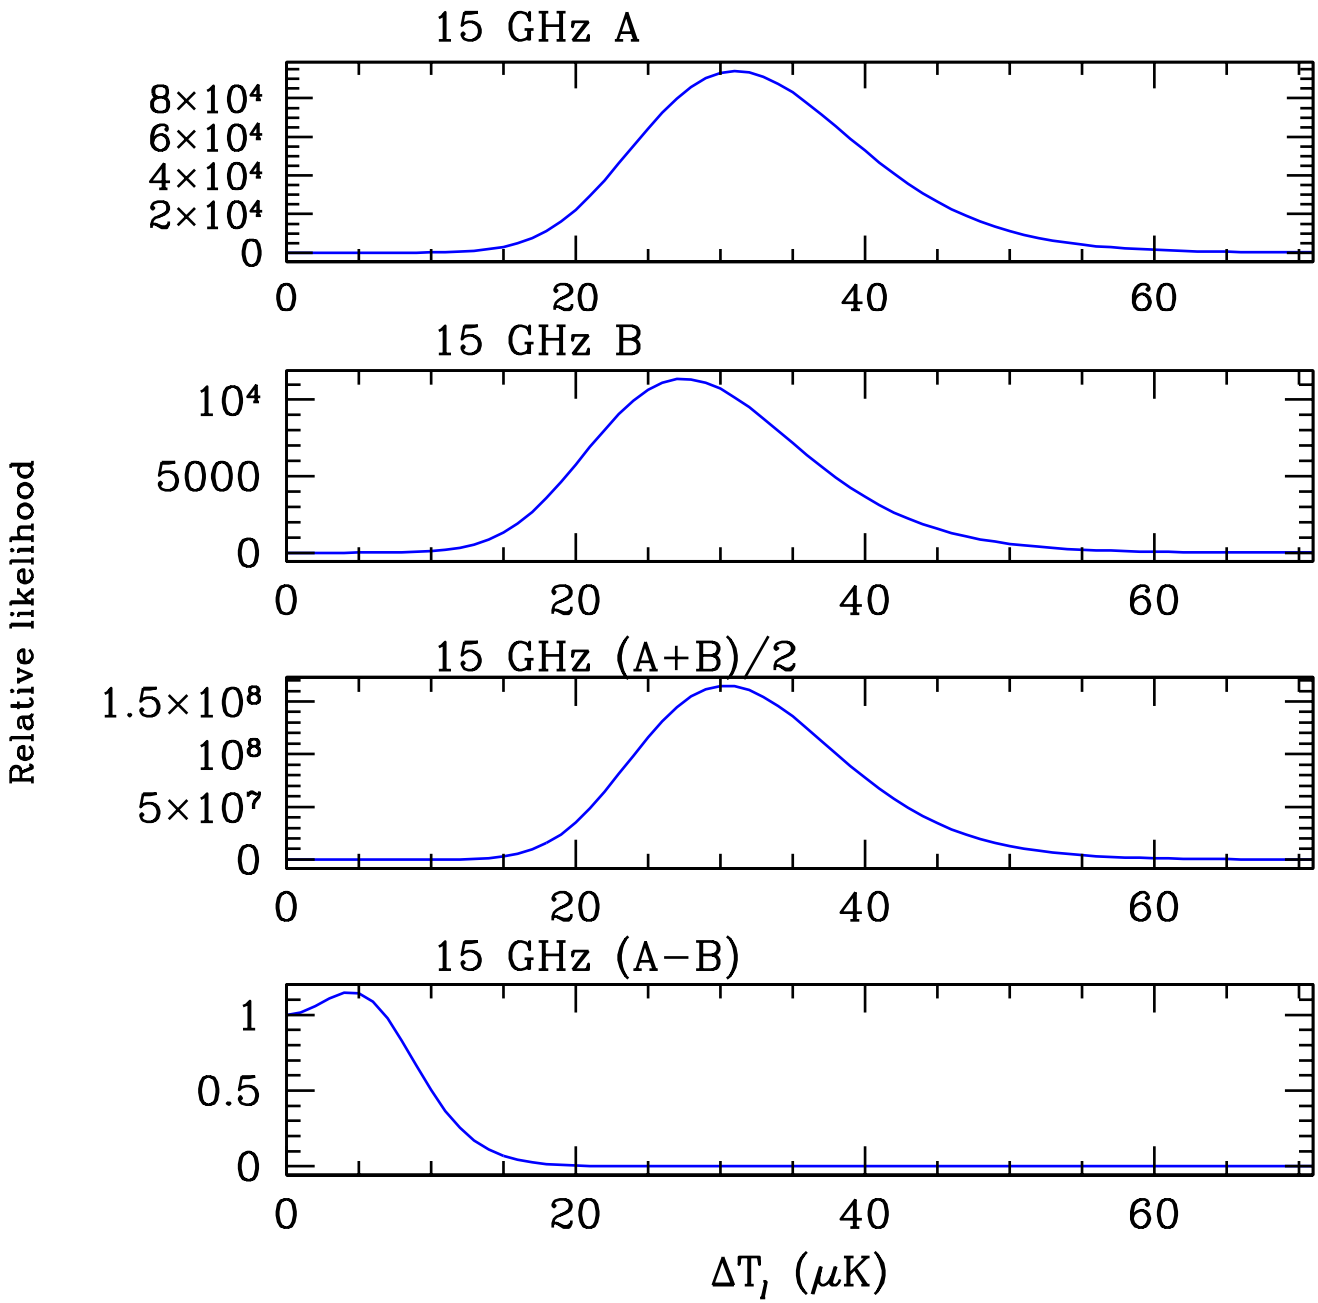 15 GHz A
8×10⁴
6×10⁴
4×10⁴
2×10⁴
0
0 20 40 60
15 GHz B
10⁴
5000
0
0 20 40 60
Relative likelihood
15 GHz (A+B)/2
1.5×10⁸
10⁸
5×10⁷
0
0 20 40 60
15 GHz (A−B)
1
0.5
0
0 20 40 60
ΔT_l (μK)